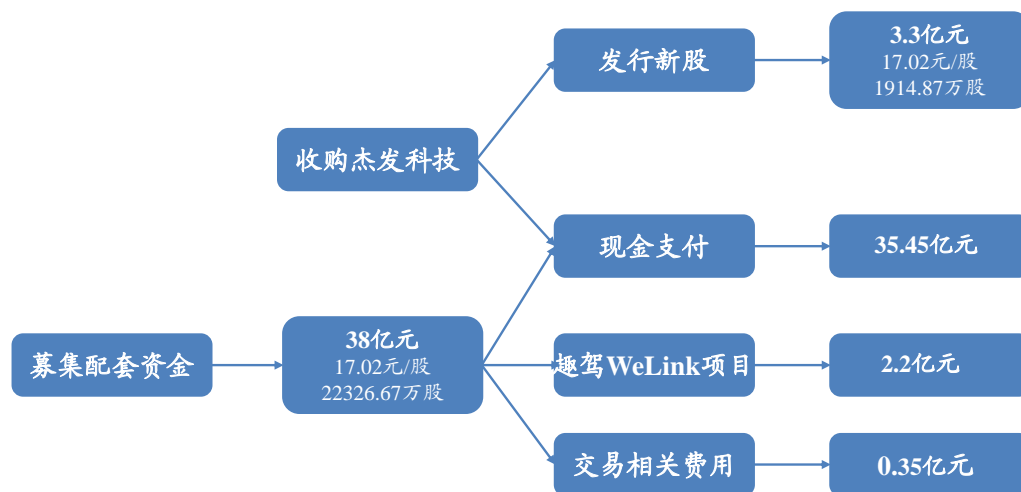 发行新股
3.3亿元
17.02元/股
1914.87万股
收购杰发科技
现金支付
35.45亿元
募集配套资金
38亿元
17.02元/股
22326.67万股
趣驾WeLink项目
2.2亿元
交易相关费用
0.35亿元